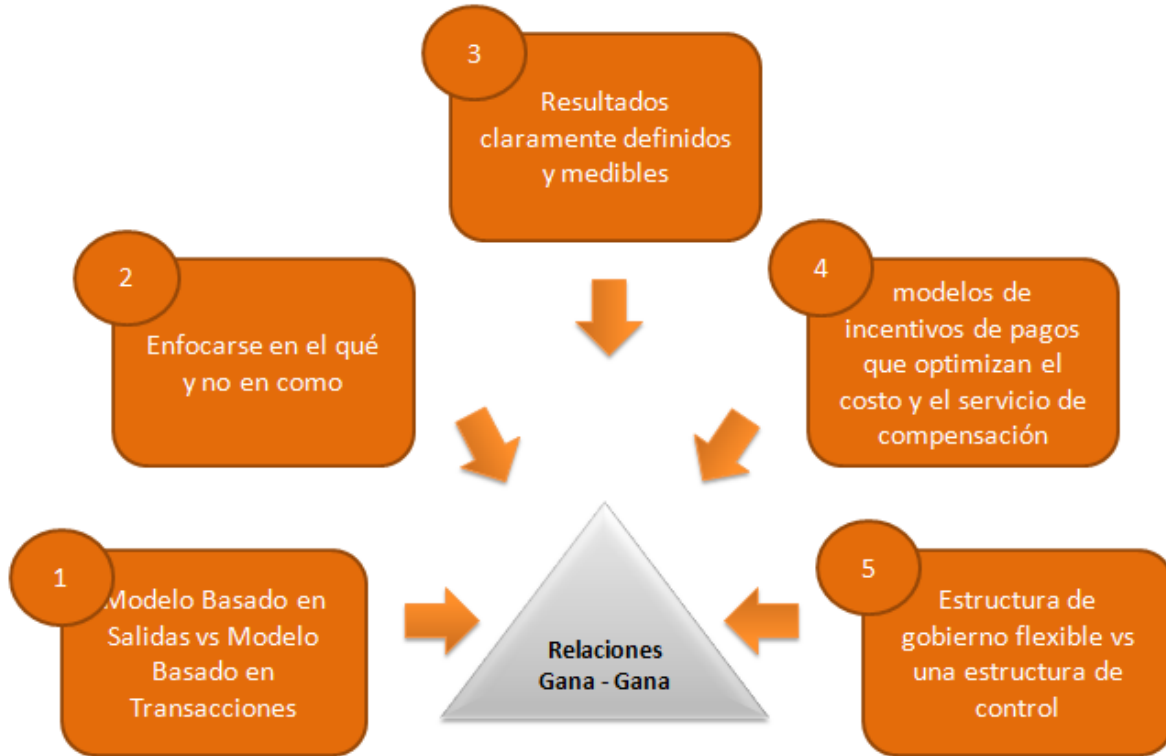 3
Resultados
claramente definidos
y medibles
2
Enfocarse en el qué
y no en como
4
modelos de
incentivos de pagos
que optimizan el
costo y el servicio de
compensación
1
Modelo Basado en
Salidas vs Modelo
Basado en
Transacciones
Relaciones
Gana - Gana
5
Estructura de
gobierno flexible vs
una estructura de
control